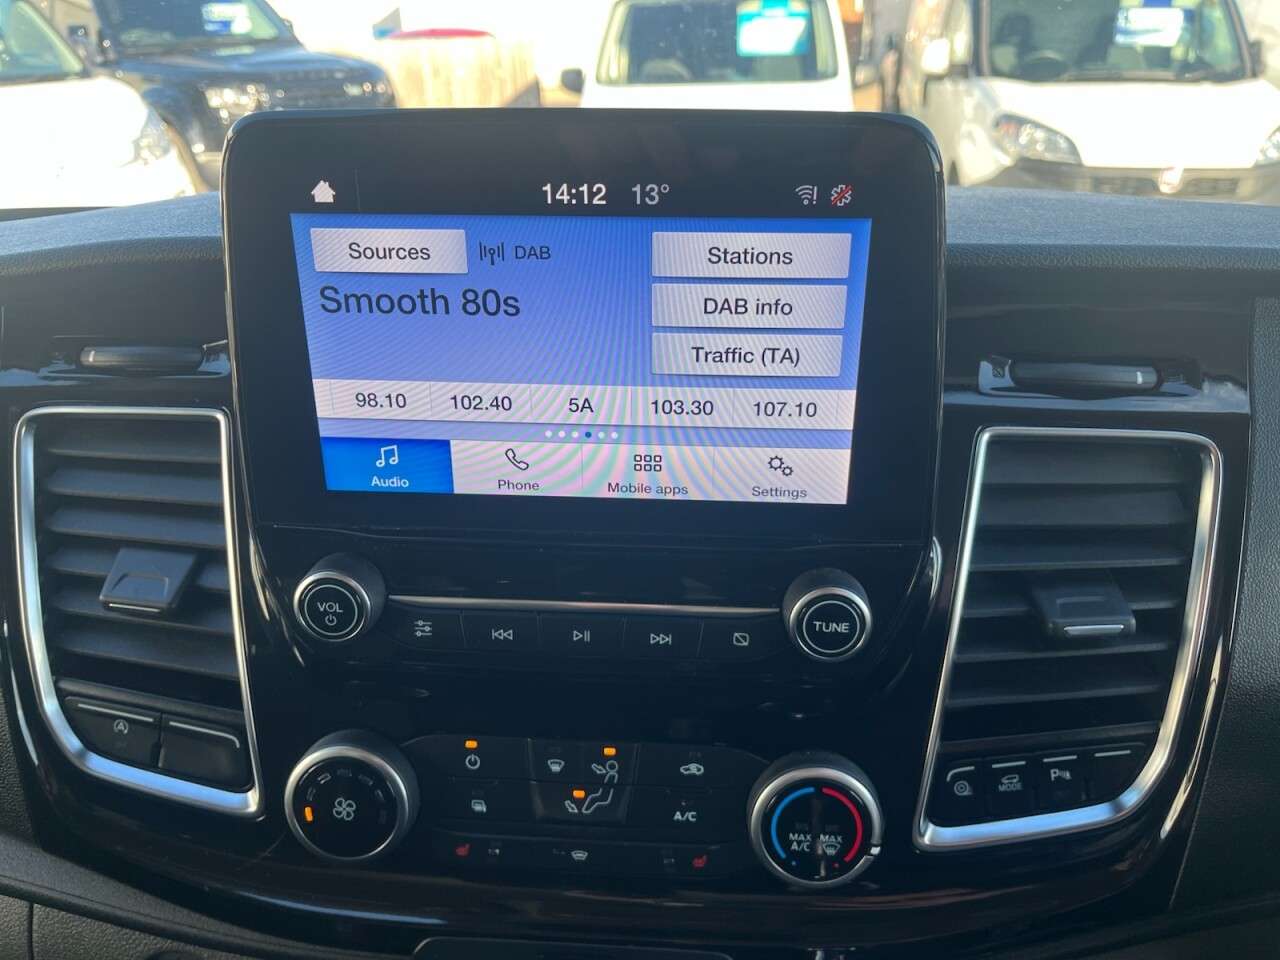 14:12 13°
Sources DAB Stations
Smooth 80s DAB info
Traffic (TA)
98.10 102.40 5A 103.30 107.10
Audio Phone Mobile apps Settings
VOL TUNE
A
MODE P
A/C
MAX A/C MAX